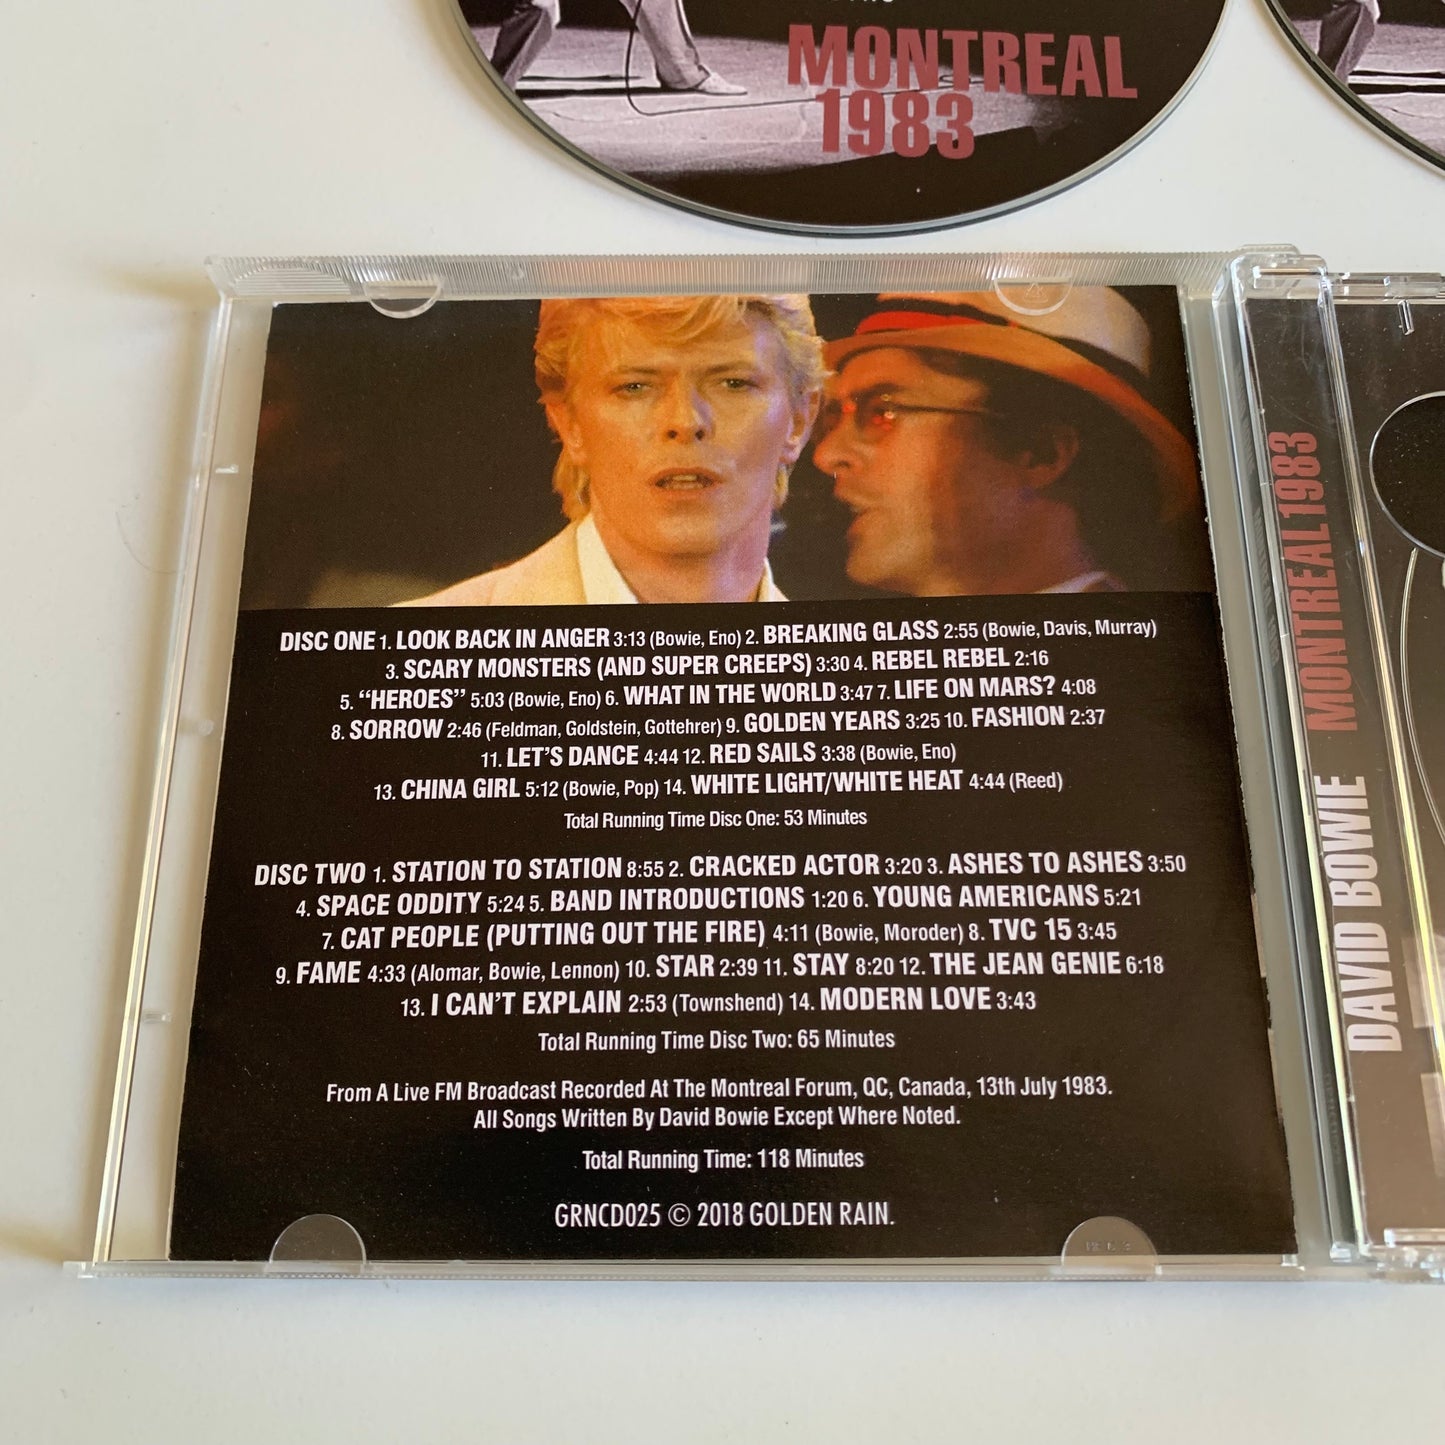 MONTREAL
1983
DISC ONE 1. LOOK BACK IN ANGER 3:13 (Bowie, Eno) 2. BREAKING GLASS 2:55 (Bowie, Davis, Murray)
3. SCARY MONSTERS (AND SUPER CREEPS) 3:30 4. REBEL REBEL 2:16
5. “HEROES” 5:03 (Bowie, Eno) 6. WHAT IN THE WORLD 3:47 7. LIFE ON MARS? 4:08
8. SORROW 2:46 (Feldman, Goldstein, Gottehrer) 9. GOLDEN YEARS 3:25 10. FASHION 2:37
11. LET’S DANCE 4:44 12. RED SAILS 3:38 (Bowie, Eno)
13. CHINA GIRL 5:12 (Bowie, Pop) 14. WHITE LIGHT/WHITE HEAT 4:44 (Reed)
Total Running Time Disc One: 53 Minutes
DISC TWO 1. STATION TO STATION 8:55 2. CRACKED ACTOR 3:20 3. ASHES TO ASHES 3:50
4. SPACE ODDITY 5:24 5. BAND INTRODUCTIONS 1:20 6. YOUNG AMERICANS 5:21
7. CAT PEOPLE (PUTTING OUT THE FIRE) 4:11 (Bowie, Moroder) 8. TVC 15 3:45
9. FAME 4:33 (Alomar, Bowie, Lennon) 10. STAR 2:39 11. STAY 8:20 12. THE JEAN GENIE 6:18
13. I CAN’T EXPLAIN 2:53 (Townshend) 14. MODERN LOVE 3:43
Total Running Time Disc Two: 65 Minutes
From A Live FM Broadcast Recorded At The Montreal Forum, QC, Canada, 13th July 1983.
All Songs Written By David Bowie Except Where Noted.
Total Running Time: 118 Minutes
GRNCD025 © 2018 GOLDEN RAIN.
DAVID BOWIE MONTREAL 1983